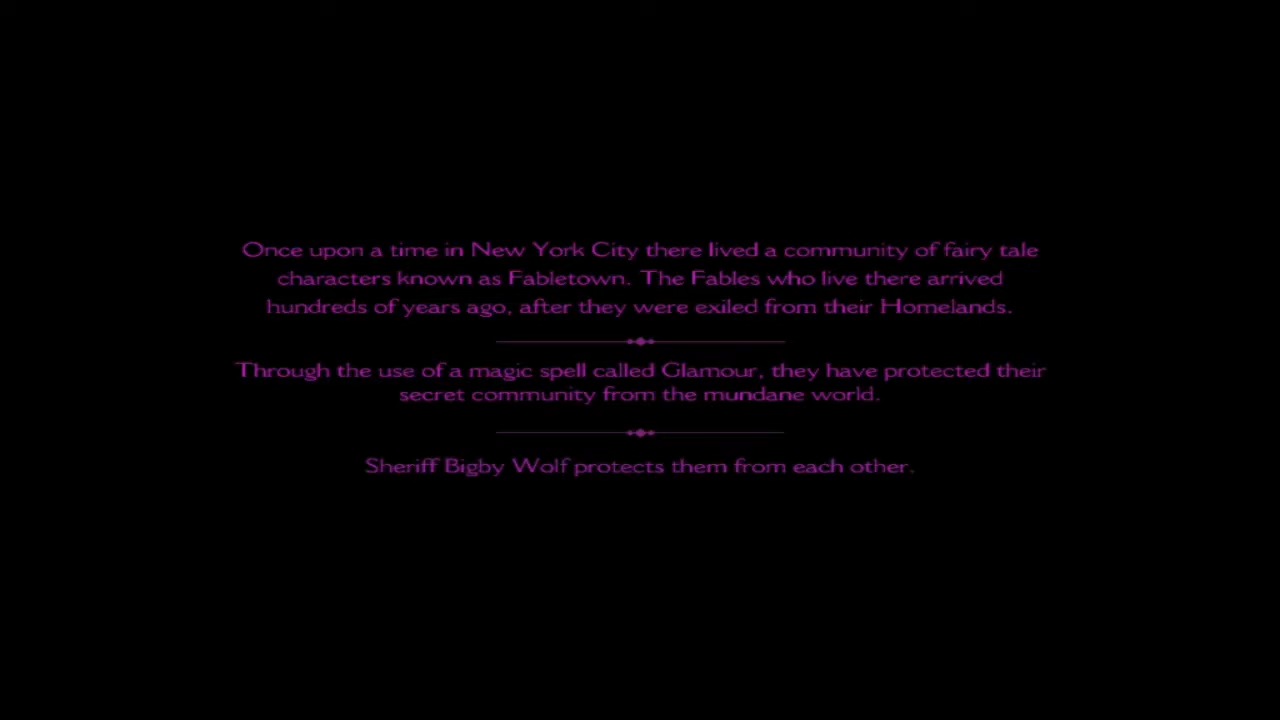 Once upon a time in New York City there lived a community of fairy tale
characters known as Fabletown. The Fables who live there arrived
hundreds of years ago, after they were exiled from their Homelands.
Through the use of a magic spell called Glamour, they have protected their
secret community from the mundane world.
Sheriff Bigby Wolf protects them from each other.